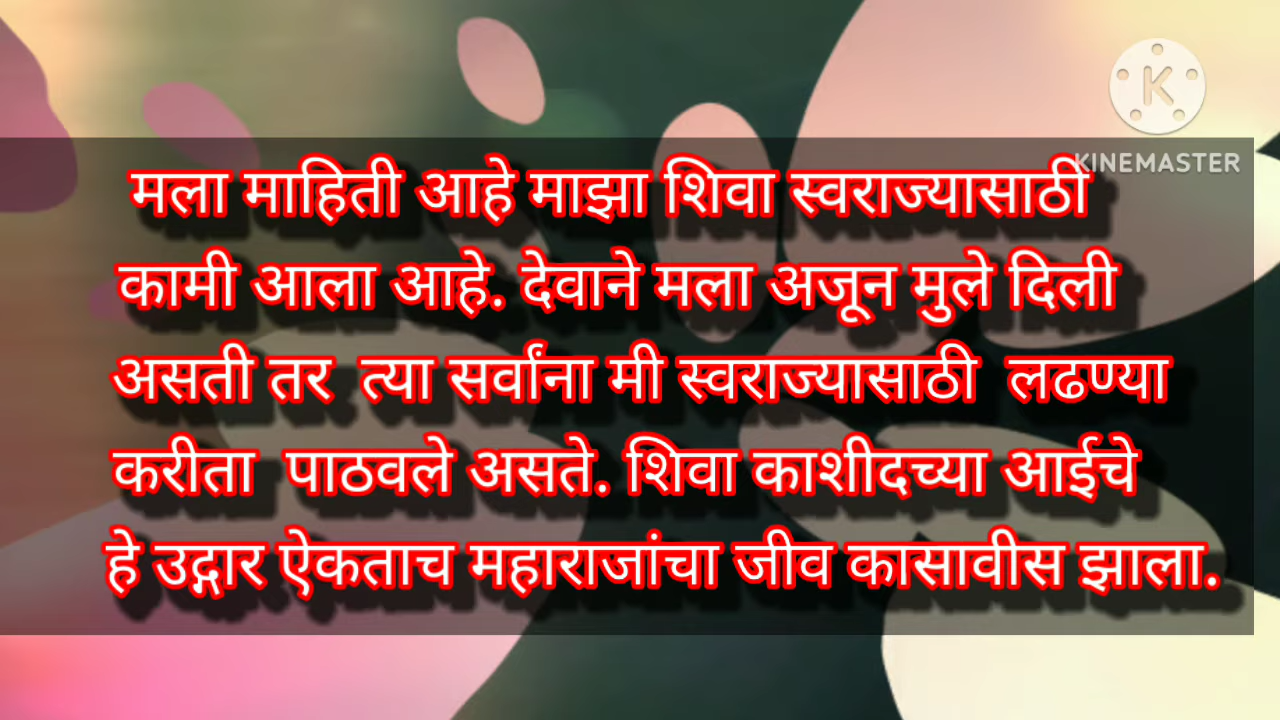 K
KINEMASTER
मला माहिती आहे माझा शिवा स्वराज्यासाठी
कामी आला आहे. देवाने मला अजून मुले दिली
असती तर त्या सर्वांना मी स्वराज्यासाठी लढण्या
करीता पाठवले असते. शिवा काशीदच्या आईचे
हे उद्गार ऐकताच महाराजांचा जीव कासावीस झाला.